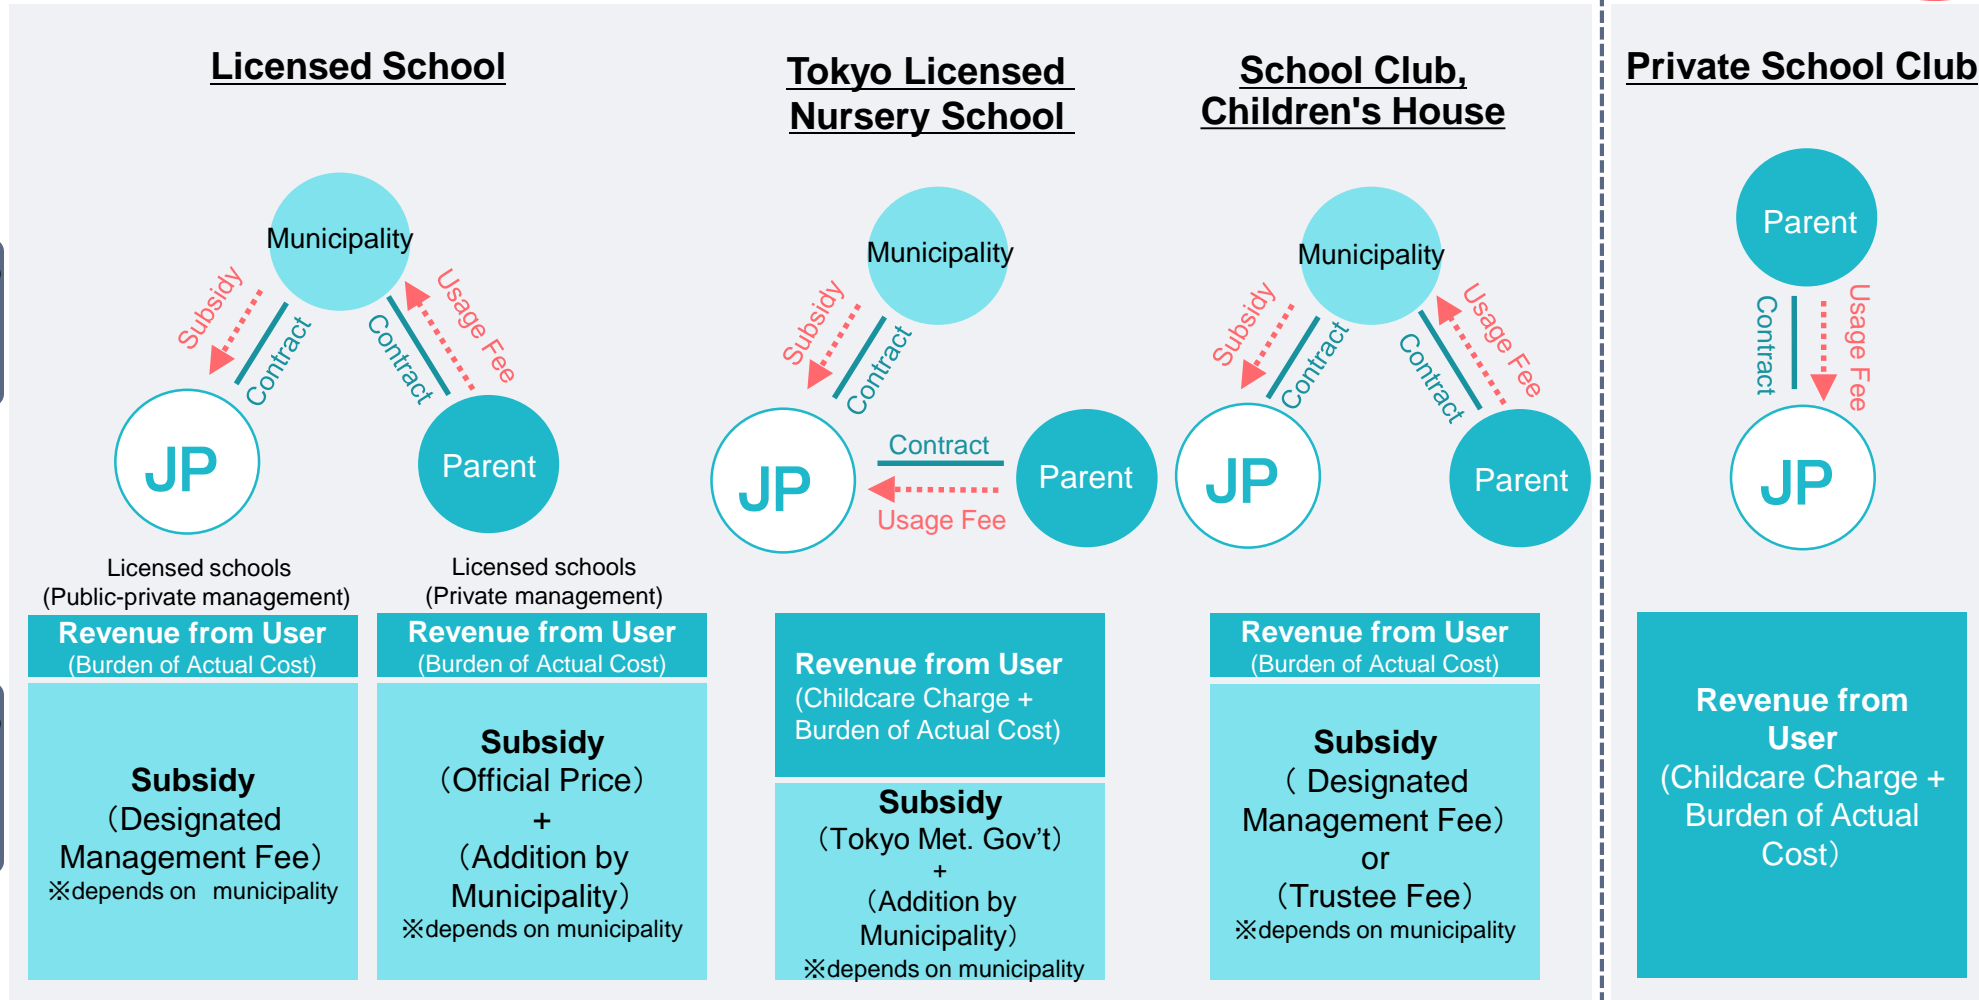 Licensed School
Municipality
Subsidy
Contract
Contract
Usage Fee
JP
Parent
Licensed schools
(Public-private management)
Revenue from User
(Burden of Actual Cost)
Subsidy
（Designated
Management Fee）
※depends on municipality
Licensed schools
(Private management)
Revenue from User
(Burden of Actual Cost)
Subsidy
（Official Price）
+
（Addition by
Municipality）
※depends on municipality
Tokyo Licensed
Nursery School
Municipality
Subsidy
Contract
JP
Contract
Usage Fee
Parent
Revenue from User
(Childcare Charge +
Burden of Actual Cost)
Subsidy
（Tokyo Met. Gov’t）
+
（Addition by
Municipality）
※depends on municipality
School Club,
Children's House
Municipality
Subsidy
Contract
Contract
Usage Fee
JP
Parent
Revenue from User
(Burden of Actual Cost)
Subsidy
（ Designated
Management Fee）
or
（Trustee Fee）
※depends on municipality
Private School Club
Parent
Contract
Usage Fee
JP
Revenue from
User
(Childcare Charge +
Burden of Actual
Cost）